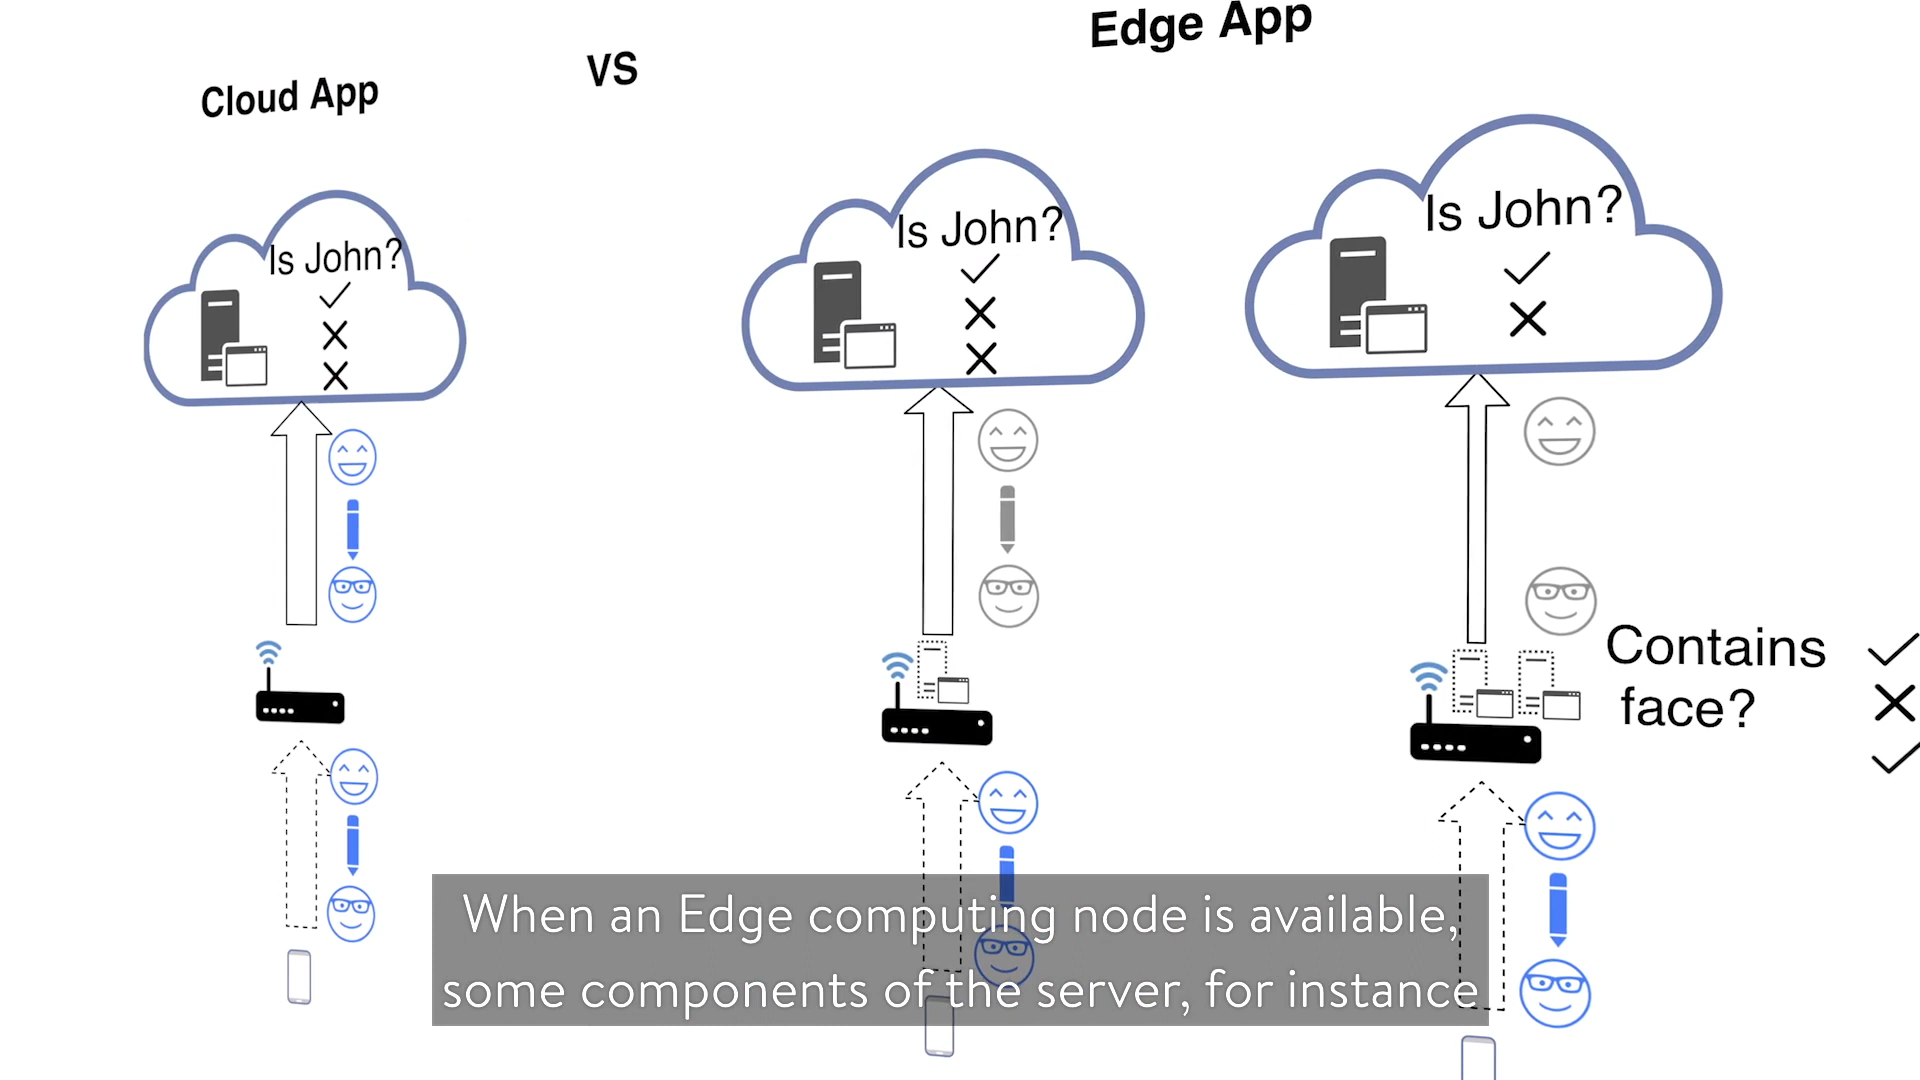 Cloud App
VS
Edge App
Is John?
Is John?
Is John?
Contains
face?
When an Edge computing node is available,
some components of the server, for instance